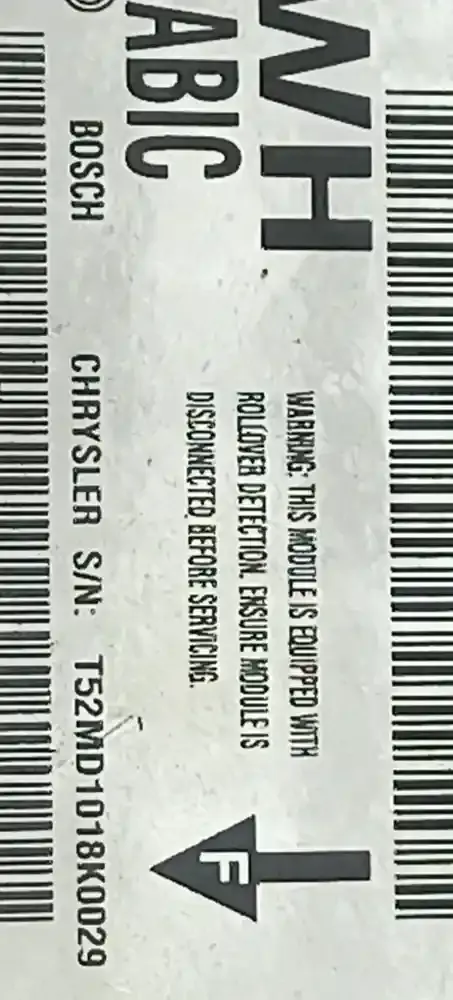 WH
ABIC
WARNING: THIS MODULE IS EQUIPPED WITH
ROLLOVER DETECTION. ENSURE MODULE IS
DISCONNECTED BEFORE SERVICING.
F
BOSCH CHRYSLER S/N: T52MD1018K0029